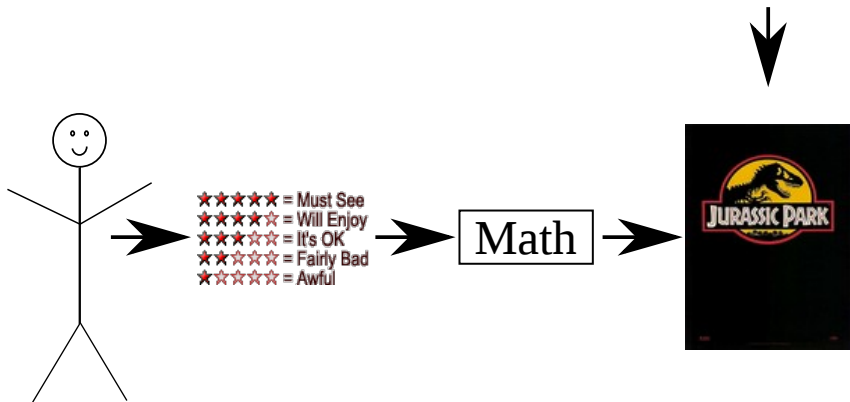 = Must See
= Will Enjoy
= It's OK
= Fairly Bad
= Awful
Math
JURASSIC PARK